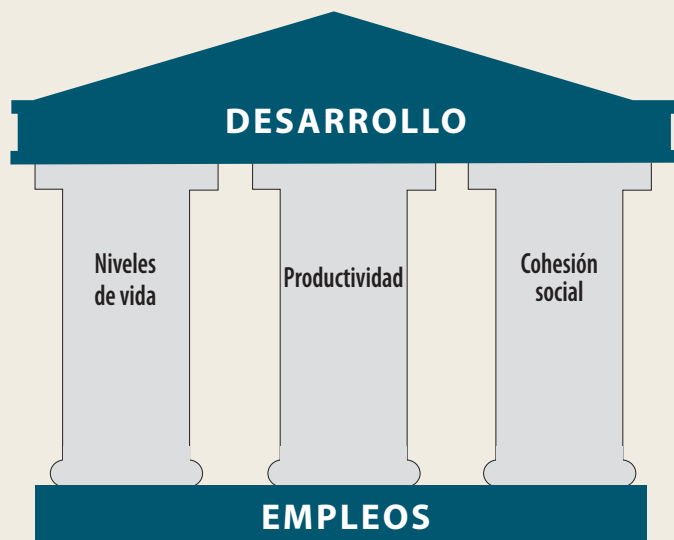 DESARROLLO
Niveles
de vida
Productividad
Cohesión
social
EMPLEOS